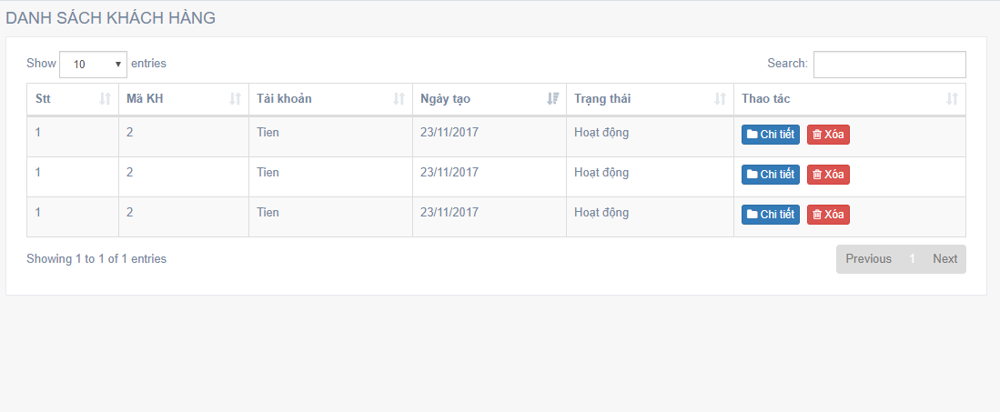 DANH SÁCH KHÁCH HÀNG
Show 10 entries Search:
Stt Mã KH Tài khoản Ngày tạo Trạng thái Thao tác
1 2 Tien 23/11/2017 Hoạt động Chi tiết Xóa
1 2 Tien 23/11/2017 Hoạt động Chi tiết Xóa
1 2 Tien 23/11/2017 Hoạt động Chi tiết Xóa
Showing 1 to 1 of 1 entries Previous 1 Next